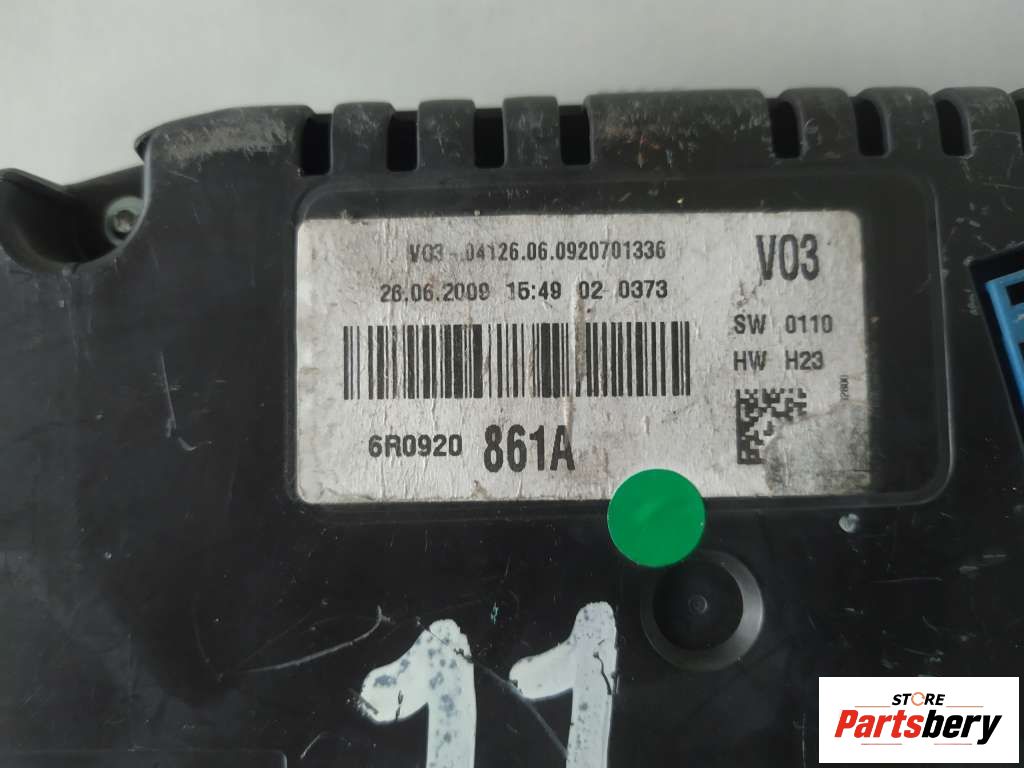 V03 04126.06.0920701336
26.06.2009 15:49 02 0373
6R0920 861A
V03
SW 0110
HW H23
11
STORE
Partsbery